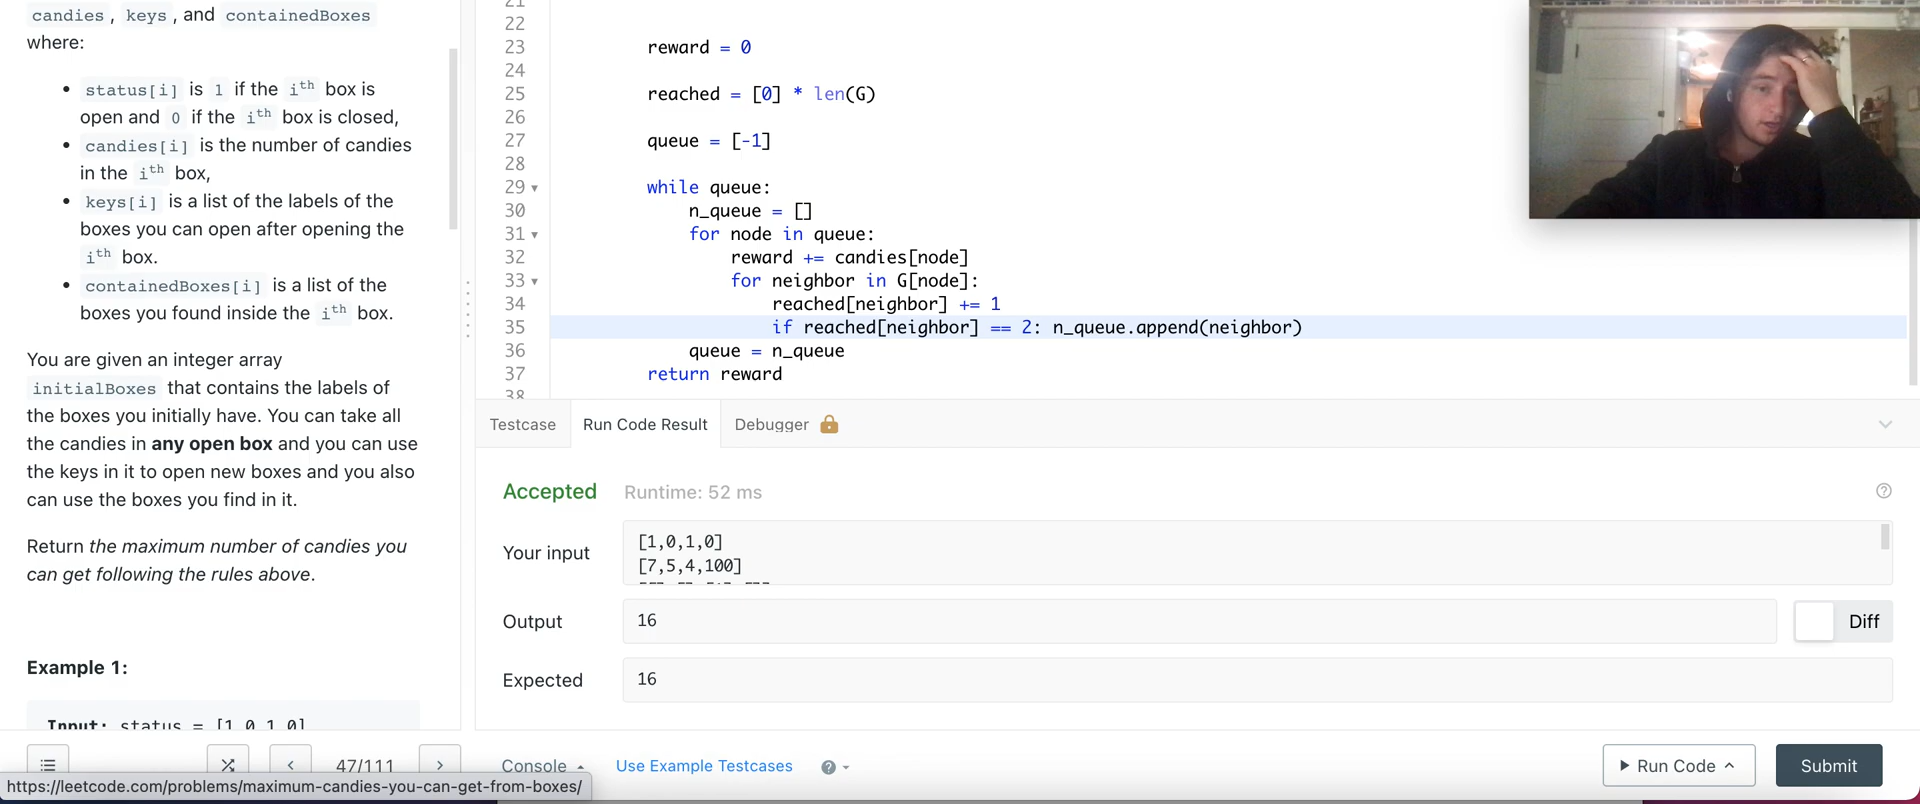 candies , keys , and containedBoxes
where:
status[i] is 1 if the ith box is
open and 0 if the ith box is closed,
candies[i] is the number of candies
in the ith box,
keys[i] is a list of the labels of the
boxes you can open after opening the
ith box.
containedBoxes[i] is a list of the
boxes you found inside the ith box.
You are given an integer array
initialBoxes that contains the labels of
the boxes you initially have. You can take all
the candies in any open box and you can use
the keys in it to open new boxes and you also
can use the boxes you find in it.
Return the maximum number of candies you
can get following the rules above.
Example 1:
Input: status = [1,0,1,0]
47/111
https://leetcode.com/problems/maximum-candies-you-can-get-from-boxes/
21
22
23 reward = 0
24
25 reached = [0] * len(G)
26
27 queue = [-1]
28
29 while queue:
30 n_queue = []
31 for node in queue:
32 reward += candies[node]
33 for neighbor in G[node]:
34 reached[neighbor] += 1
35 if reached[neighbor] == 2: n_queue.append(neighbor)
36 queue = n_queue
37 return reward
38
Testcase Run Code Result Debugger
Accepted Runtime: 52 ms
Your input
[1,0,1,0]
[7,5,4,100]
Output 16 Diff
Expected 16
Console Use Example Testcases ? Run Code Submit